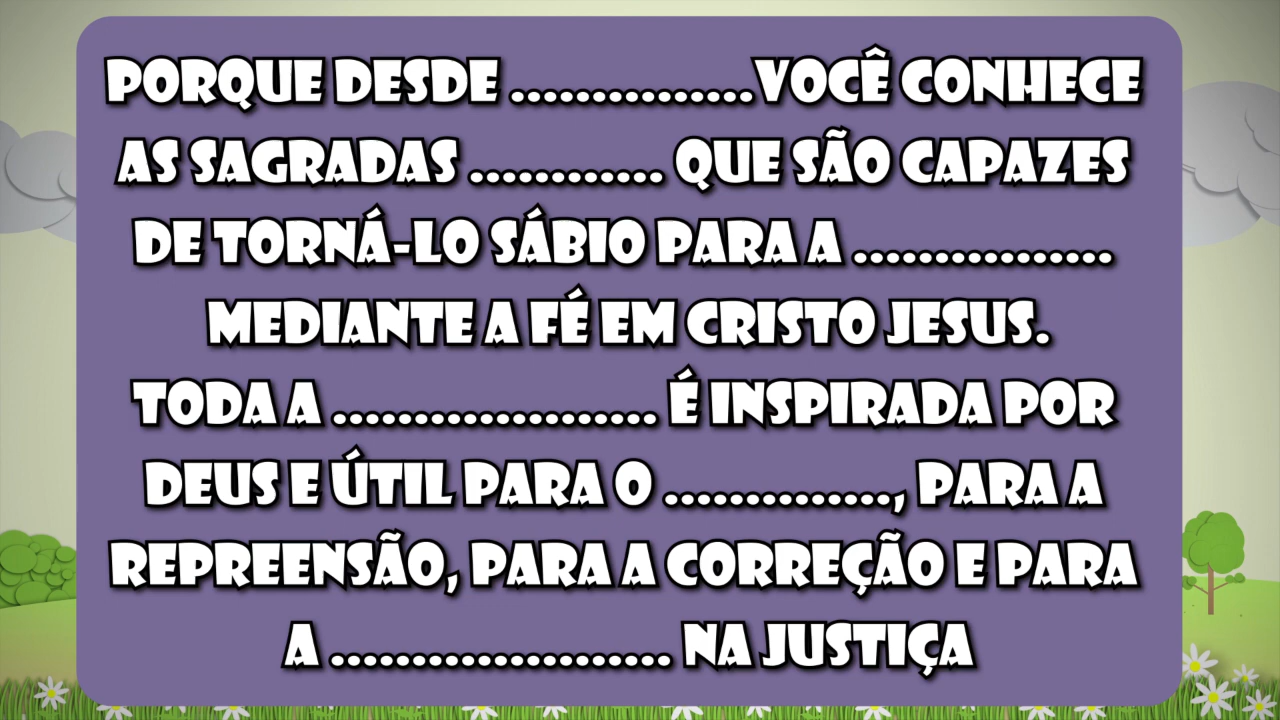 PORQUE DESDE ...............VOCÊ CONHECE
AS SAGRADAS ............ QUE SÃO CAPAZES
DE TORNÁ-LO SÁBIO PARA A ................
MEDIANTE A FÉ EM CRISTO JESUS.
TODA A .................... É INSPIRADA POR
DEUS E ÚTIL PARA O .............., PARA A
REPREENSÃO, PARA A CORREÇÃO E PARA
A ..................... NA JUSTIÇA